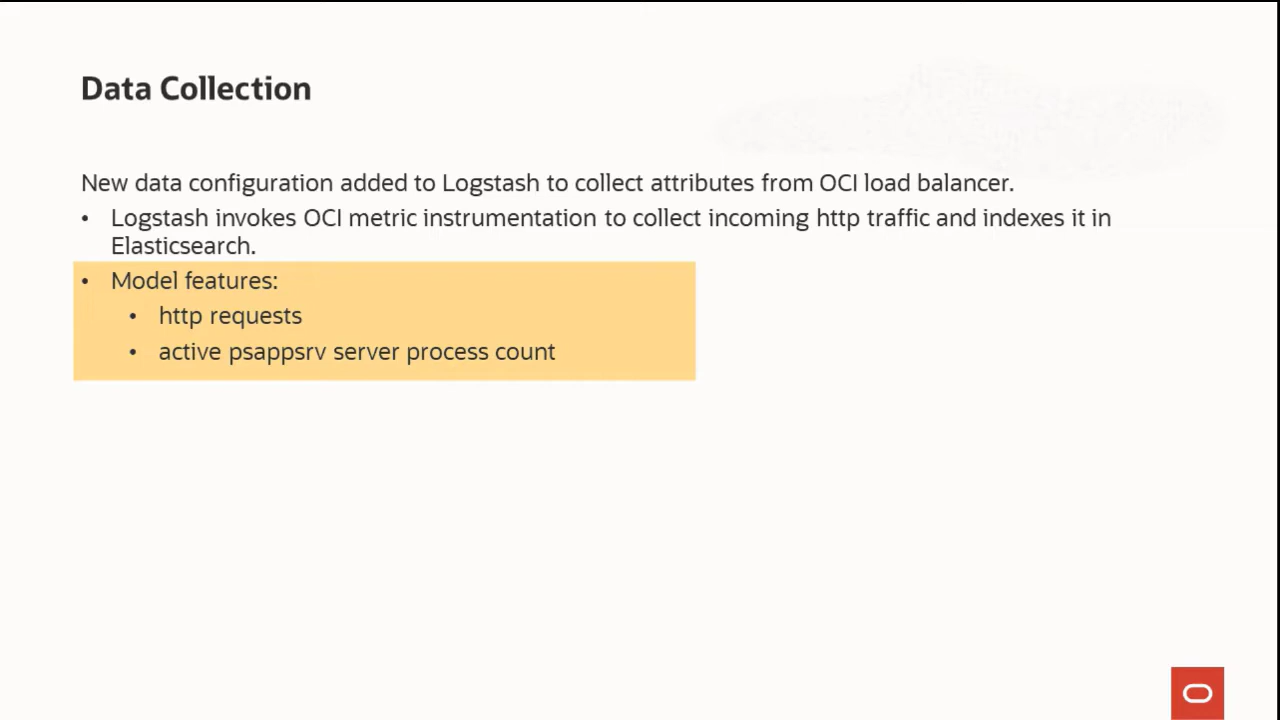 Data Collection
New data configuration added to Logstash to collect attributes from OCI load balancer.
• Logstash invokes OCI metric instrumentation to collect incoming http traffic and indexes it in
Elasticsearch.
• Model features:
• http requests
• active psappsrv server process count